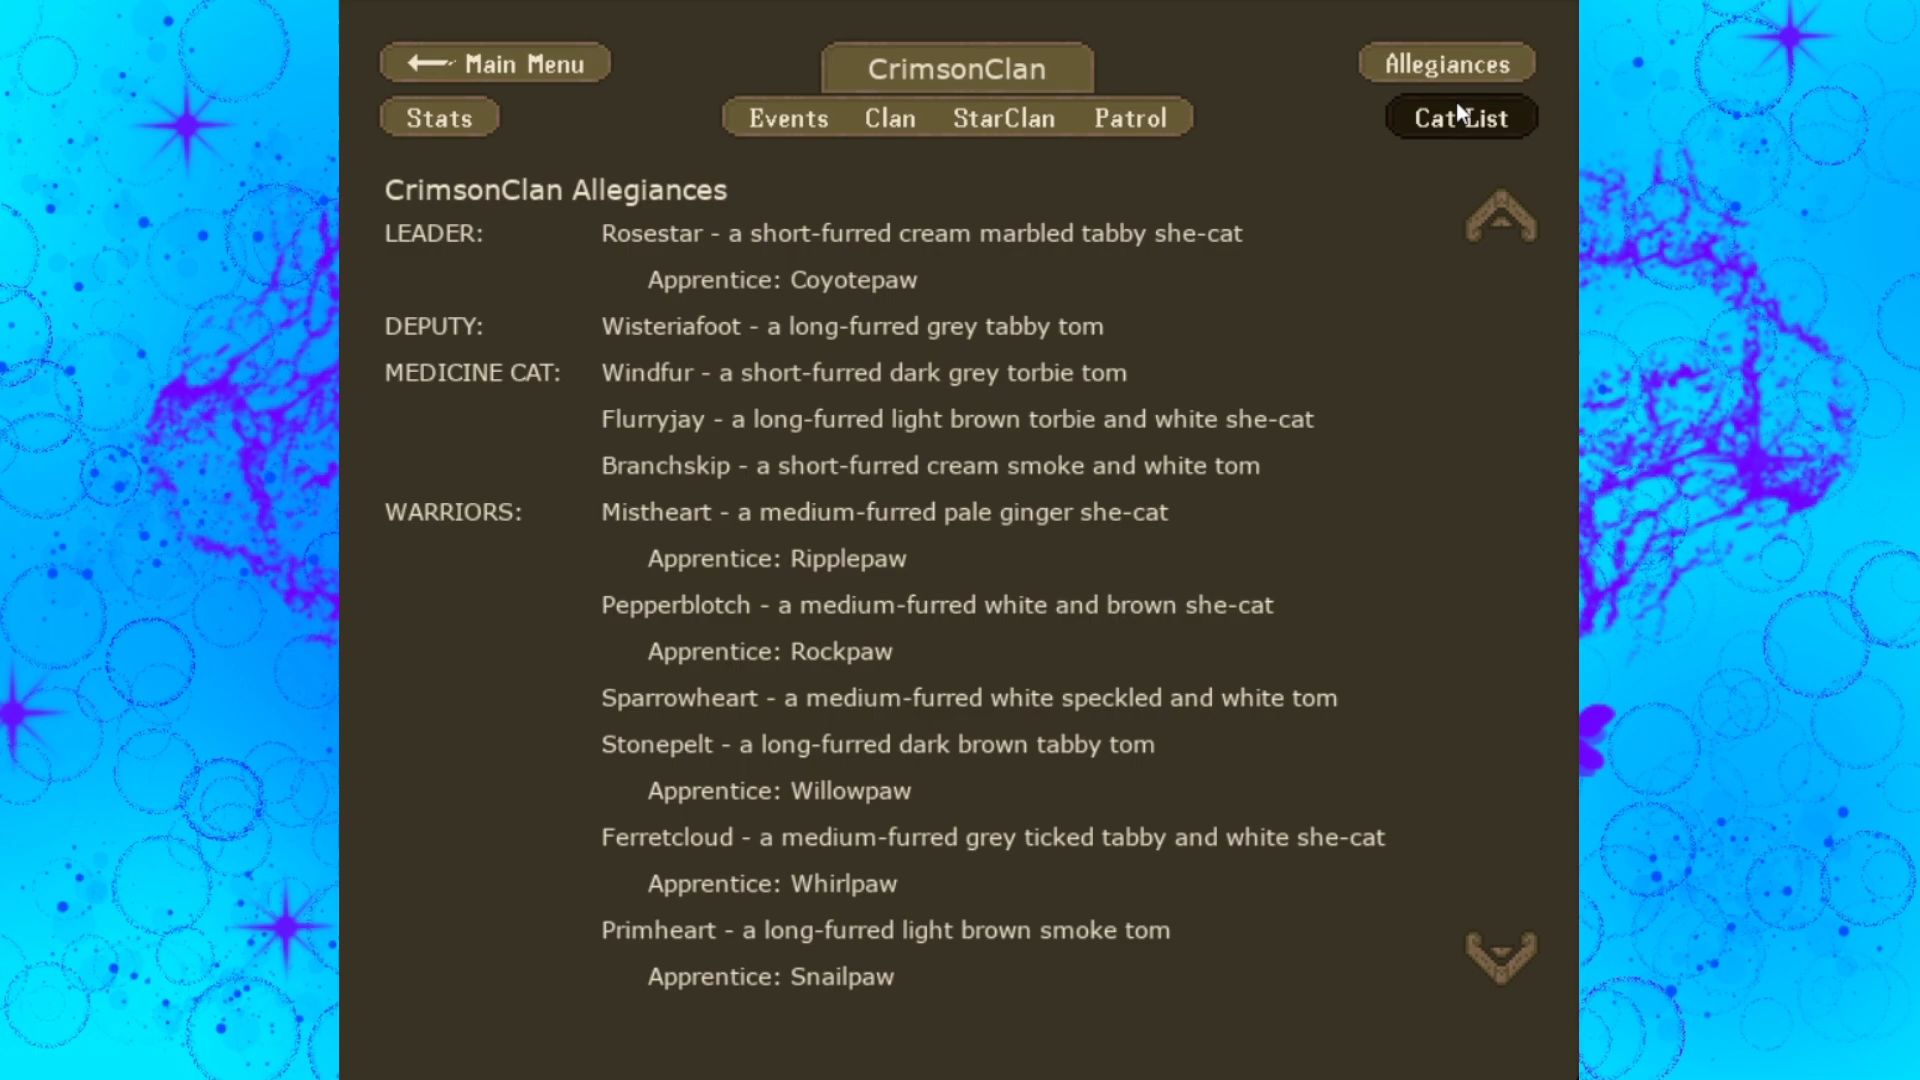 Main Menu
CrimsonClan
Allegiances
Stats
Events Clan StarClan Patrol
Cat List
CrimsonClan Allegiances
LEADER: Rosestar - a short-furred cream marbled tabby she-cat
Apprentice: Coyotepaw
DEPUTY: Wisteriafoot - a long-furred grey tabby tom
MEDICINE CAT: Windfur - a short-furred dark grey torbie tom
Flurryjay - a long-furred light brown torbie and white she-cat
Branchskip - a short-furred cream smoke and white tom
WARRIORS: Mistheart - a medium-furred pale ginger she-cat
Apprentice: Ripplepaw
Pepperblotch - a medium-furred white and brown she-cat
Apprentice: Rockpaw
Sparrowheart - a medium-furred white speckled and white tom
Stonepelt - a long-furred dark brown tabby tom
Apprentice: Willowpaw
Ferretcloud - a medium-furred grey ticked tabby and white she-cat
Apprentice: Whirlpaw
Primheart - a long-furred light brown smoke tom
Apprentice: Snailpaw